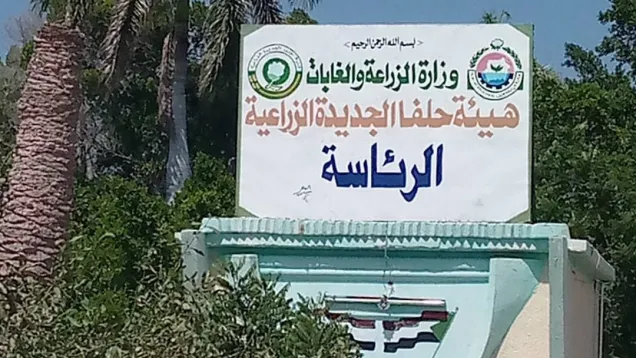 بسم الله الرحمن الرحيم
وزارة الزراعة والغابات
هيئة حلفا الجديدة الزراعية
الرئاسة